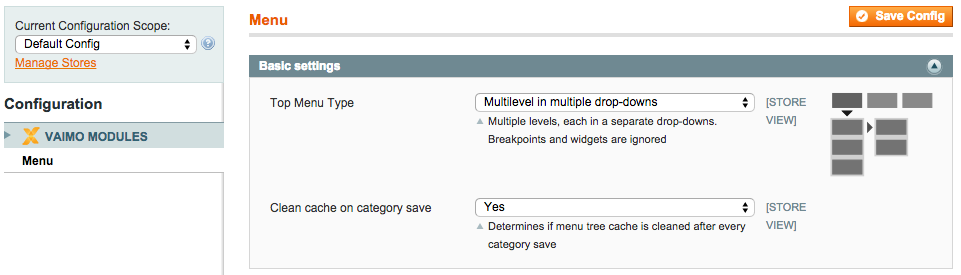 Current Configuration Scope:
Default Config
Manage Stores
Configuration
VAIMO MODULES
Menu
Menu
Save Config
Basic settings
Top Menu Type
Multilevel in multiple drop-downs
[STORE
VIEW]
Multiple levels, each in a separate drop-downs.
Breakpoints and widgets are ignored
Clean cache on category save
Yes
[STORE
VIEW]
Determines if menu tree cache is cleaned after every
category save